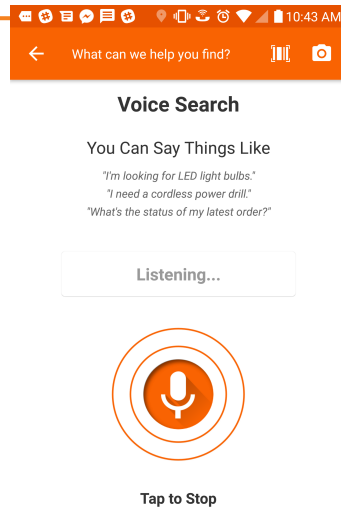 10:43 AM
What can we help you find?
Voice Search
You Can Say Things Like
"I'm looking for LED light bulbs."
"I need a cordless power drill."
"What's the status of my latest order?"
Listening...
Tap to Stop